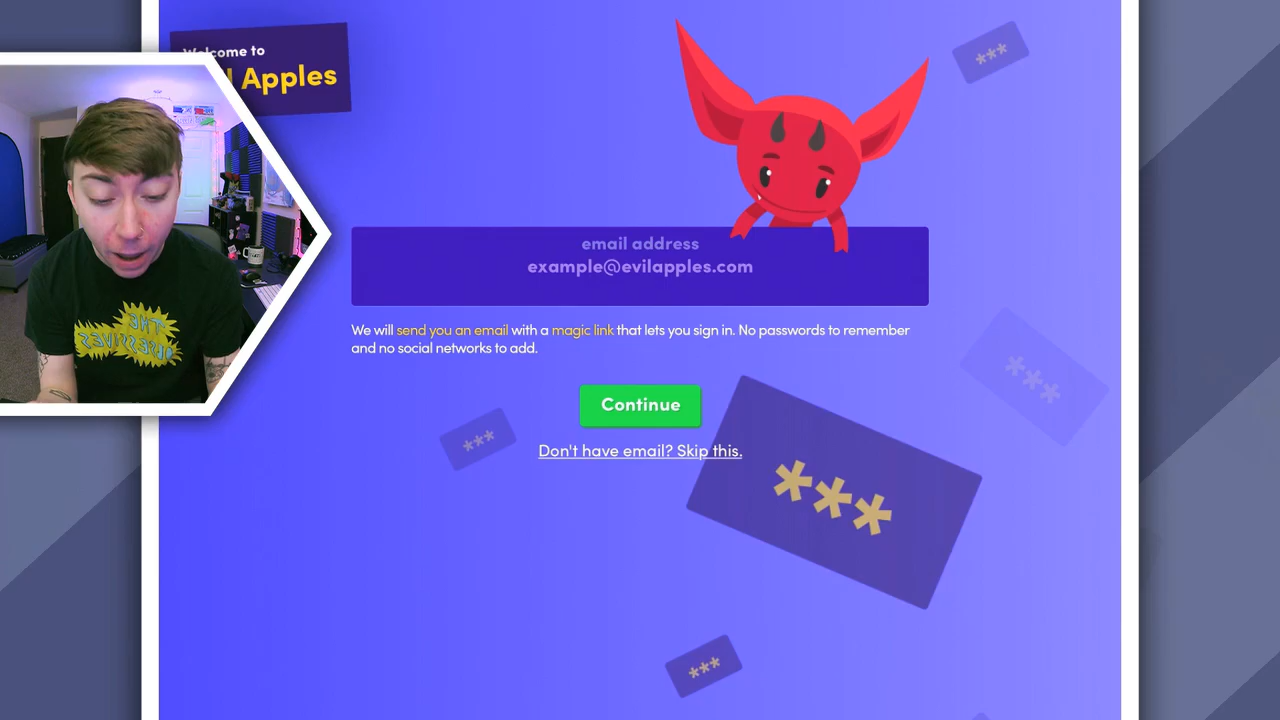 Welcome to
Apples
email address
example@evilapples.com
We will send you an email with a magic link that lets you sign in. No passwords to remember
and no social networks to add.
Continue
Don't have email? Skip this.
***
***
***
***
***
THE